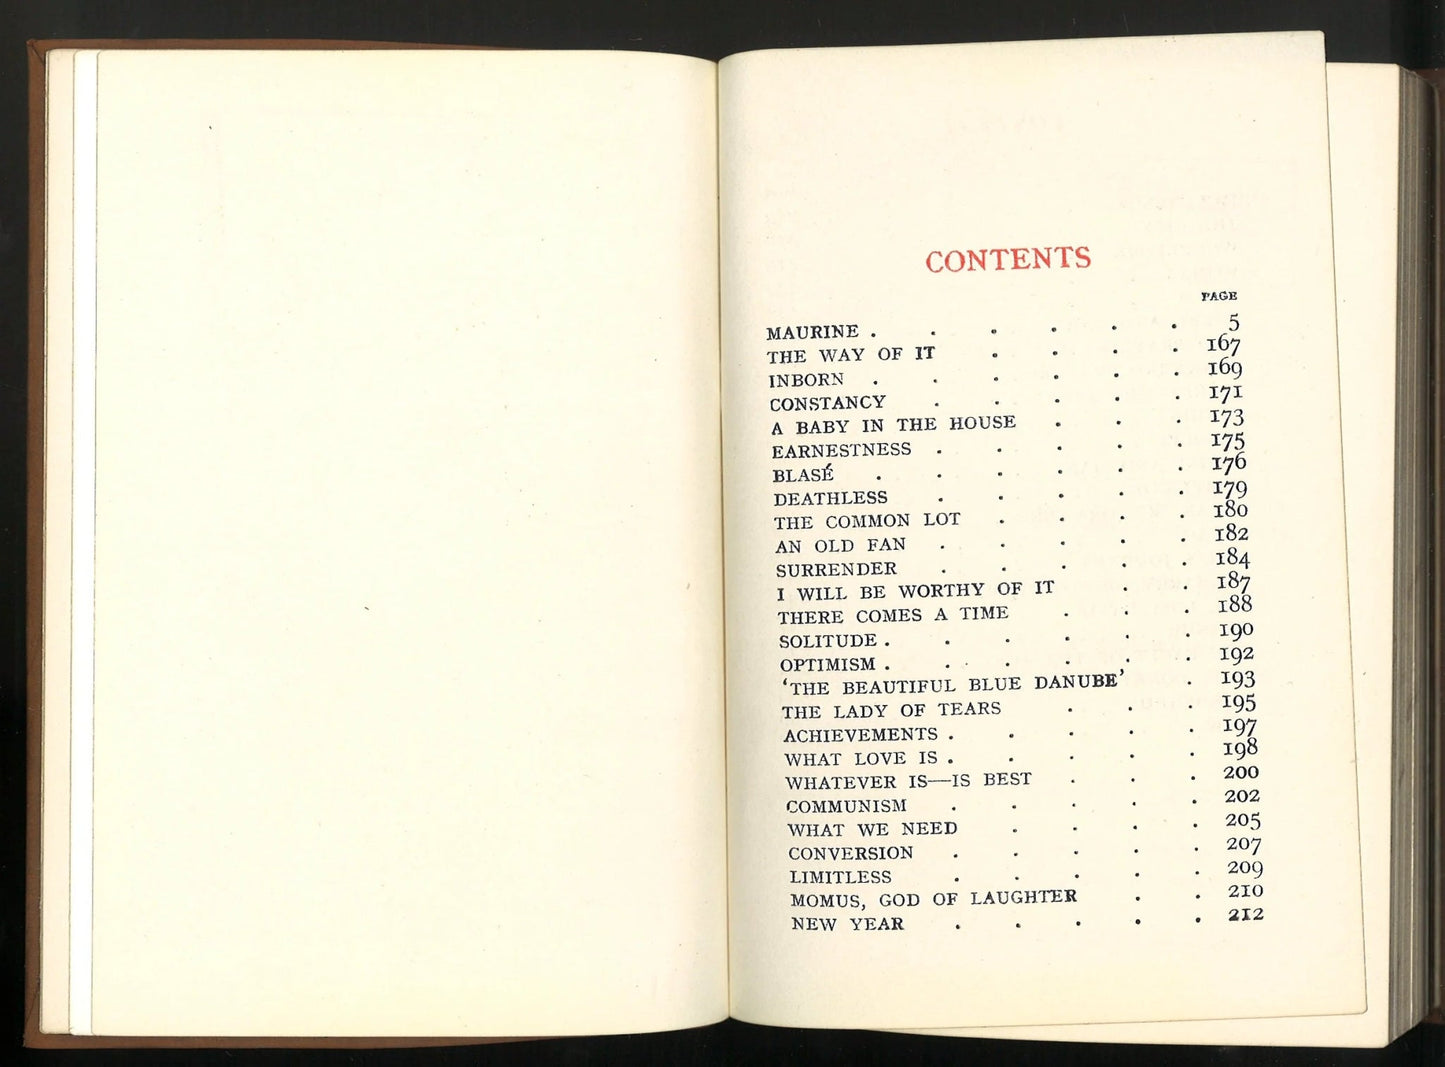 CONTENTS
PAGE
MAURINE . . . . . . 5
THE WAY OF IT . . . . 167
INBORN . . . . . . 169
CONSTANCY . . . . . 171
A BABY IN THE HOUSE . . . 173
EARNESTNESS . . . . . 175
BLASÉ . . . . . . 176
DEATHLESS . . . . . 179
THE COMMON LOT . . . . 180
AN OLD FAN . . . . . 182
SURRENDER . . . . . 184
I WILL BE WORTHY OF IT . . 187
THERE COMES A TIME . . . 188
SOLITUDE . . . . . . 190
OPTIMISM . . . . . . 192
‘THE BEAUTIFUL BLUE DANUBE’ . 193
THE LADY OF TEARS . . . 195
ACHIEVEMENTS . . . . . 197
WHAT LOVE IS . . . . . 198
WHATEVER IS—IS BEST . . . 200
COMMUNISM . . . . . 202
WHAT WE NEED . . . . 205
CONVERSION . . . . . 207
LIMITLESS . . . . . 209
MOMUS, GOD OF LAUGHTER . . 210
NEW YEAR . . . . . 212